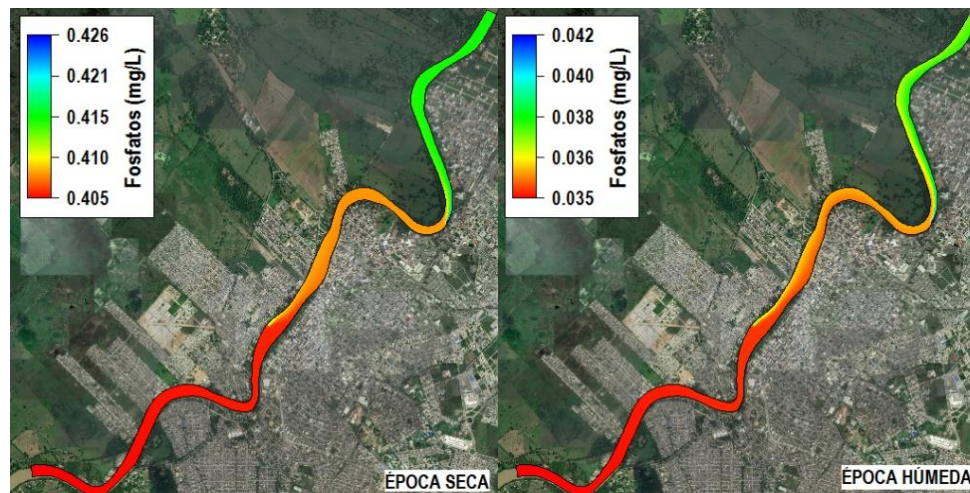 0.426
0.421
0.415
0.410
0.405
Fosfatos (mg/L)
ÉPOCA SECA
0.042
0.040
0.038
0.036
0.035
Fosfatos (mg/L)
ÉPOCA HÚMEDA